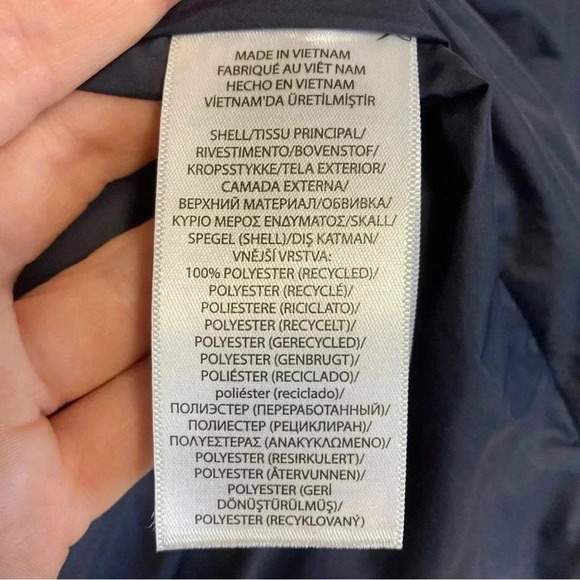 MADE IN VIETNAM
FABRIQUÉ AU VIÊT NAM
HECHO EN VIETNAM
VİETNAM'DA ÜRETİLMİŞTİR
SHELL/TISSU PRINCIPAL/
RIVESTIMENTO/BOVENSTOF/
KROPSSTYKKE/TELA EXTERIOR/
CAMADA EXTERNA/
ВЕРХНИЙ МАТЕРИАЛ/ОБВИВКА/
ΚΥΡΙΟ ΜΕΡΟΣ ΕΝΔΥΜΑΤΟΣ/SKALL/
SPEGEL (SHELL)/DIŞ KATMAN/
VNĚJŠÍ VRSTVA:
100% POLYESTER (RECYCLED)/
POLYESTER (RECYCLÉ)/
POLIESTERE (RICICLATO)/
POLYESTER (RECYCELT)/
POLYESTER (GERECYCLED)/
POLYESTER (GENBRUGT)/
POLIÉSTER (RECICLADO)/
poliéster (reciclado)/
ПОЛИЭСТЕР (ПЕРЕРАБОТАННЫЙ)/
ПОЛИЕСТЕР (РЕЦИКЛИРАН)/
ΠΟΛΥΕΣΤΕΡΑΣ (ΑΝΑΚΥΚΛΩΜΕΝΟ)/
POLYESTER (RESIRKULERT)/
POLYESTER (ÅTERVUNNEN)/
POLYESTER (GERİ
DÖNÜŞTÜRÜLMÜŞ)/
POLYESTER (RECYKLOVANÝ)